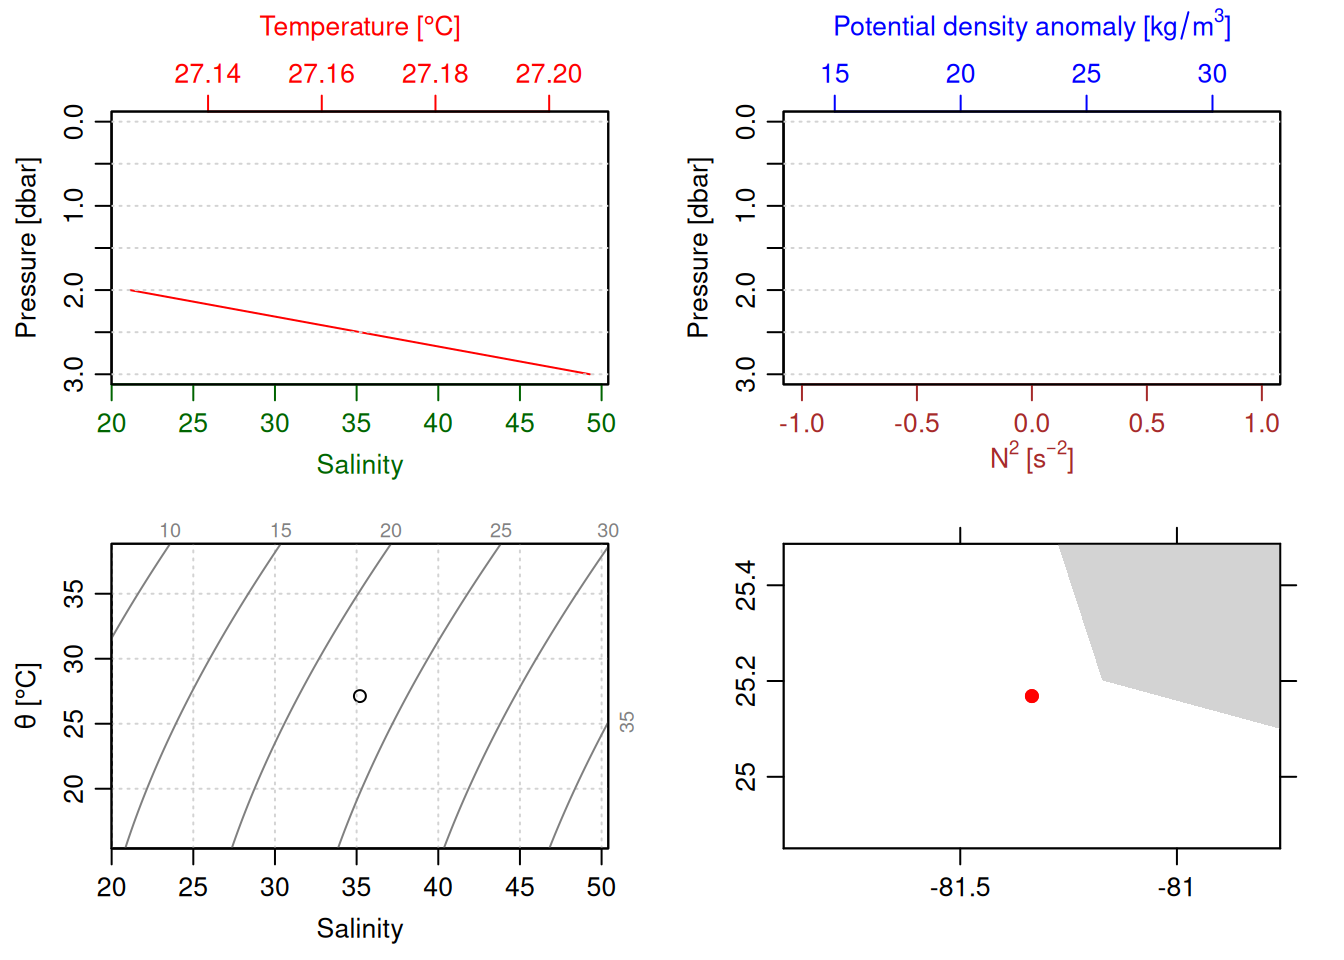 Temperature [°C]
27.14 27.16 27.18 27.20
Pressure [dbar]
0.0 1.0 2.0 3.0
20 25 30 35 40 45 50
Salinity
Potential density anomaly [kg/m³]
15 20 25 30
Pressure [dbar]
0.0 1.0 2.0 3.0
-1.0 -0.5 0.0 0.5 1.0
N² [s⁻²]
10 15 20 25 30
35
θ [°C]
35 30 25 20
20 25 30 35 40 45 50
Salinity
25.4 25.2 25
-81.5 -81